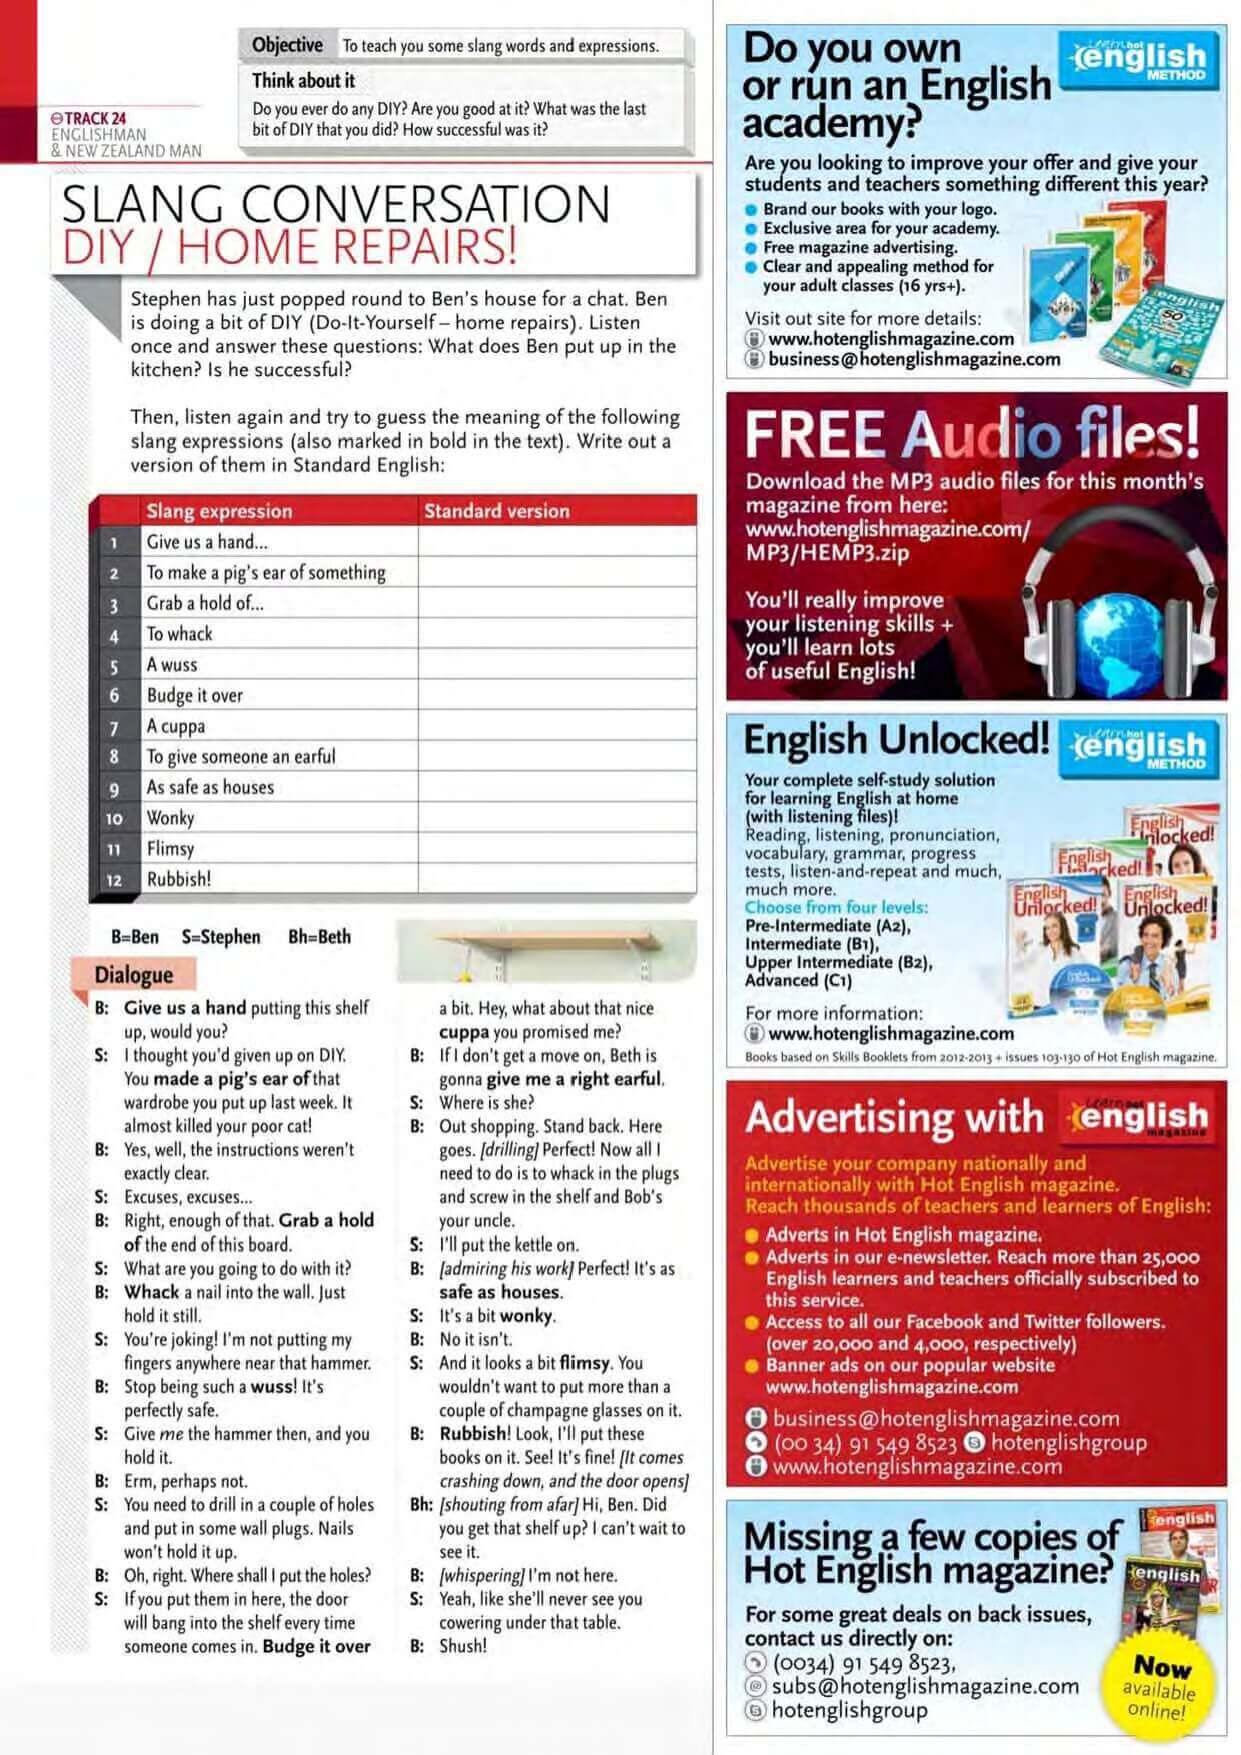 Objective To teach you some slang words and expressions.
Think about it
Do you ever do any DIY? Are you good at it? What was the last
bit of DIY that you did? How successful was it?
TRACK 24
ENGLISHMAN
& NEW ZEALAND MAN
SLANG CONVERSATION
DIY / HOME REPAIRS!
Stephen has just popped round to Ben's house for a chat. Ben
is doing a bit of DIY (Do-It-Yourself – home repairs). Listen
once and answer these questions: What does Ben put up in the
kitchen? Is he successful?
Then, listen again and try to guess the meaning of the following
slang expressions (also marked in bold in the text). Write out a
version of them in Standard English:
Slang expression Standard version
1 Give us a hand...
2 To make a pig's ear of something
3 Grab a hold of...
4 To whack
5 A wuss
6 Budge it over
7 A cuppa
8 To give someone an earful
9 As safe as houses
10 Wonky
11 Flimsy
12 Rubbish!
B=Ben S=Stephen Bh=Beth
Dialogue
B: Give us a hand putting this shelf
up, would you?
S: I thought you'd given up on DIY.
You made a pig's ear of that
wardrobe you put up last week. It
almost killed your poor cat!
B: Yes, well, the instructions weren't
exactly clear.
S: Excuses, excuses...
B: Right, enough of that. Grab a hold
of the end of this board.
S: What are you going to do with it?
B: Whack a nail into the wall. Just
hold it still.
S: You're joking! I'm not putting my
fingers anywhere near that hammer.
B: Stop being such a wuss! It's
perfectly safe.
S: Give me the hammer then, and you
hold it.
B: Erm, perhaps not.
S: You need to drill in a couple of holes
and put in some wall plugs. Nails
won't hold it up.
B: Oh, right. Where shall I put the holes?
S: If you put them in here, the door
will bang into the shelf every time
someone comes in. Budge it over
a bit. Hey, what about that nice
cuppa you promised me?
B: If I don't get a move on, Beth is
gonna give me a right earful.
S: Where is she?
B: Out shopping. Stand back. Here
goes. [drilling] Perfect! Now all I
need to do is to whack in the plugs
and screw in the shelf and Bob's
your uncle.
S: I'll put the kettle on.
B: [admiring his work] Perfect! It's as
safe as houses.
S: It's a bit wonky.
B: No it isn't.
S: And it looks a bit flimsy. You
wouldn't want to put more than a
couple of champagne glasses on it.
B: Rubbish! Look, I'll put these
books on it. See! It's fine! [It comes
crashing down, and the door opens]
Bh: [shouting from afar] Hi, Ben. Did
you get that shelf up? I can't wait to
see it.
B: [whispering] I'm not here.
S: Yeah, like she'll never see you
cowering under that table.
B: Shush!
Do you own
or run an English
academy?
Learn hot
english
METHOD
Are you looking to improve your offer and give your
students and teachers something different this year?
Brand our books with your logo.
Exclusive area for your academy.
Free magazine advertising.
Clear and appealing method for
your adult classes (16 yrs+).
Visit out site for more details:
www.hotenglishmagazine.com
business@hotenglishmagazine.com
english
FREE Audio files!
Download the MP3 audio files for this month's
magazine from here:
www.hotenglishmagazine.com/
MP3/HEMP3.zip
You'll really improve
your listening skills +
you'll learn lots
of useful English!
English Unlocked!
Learn hot
english
METHOD
Your complete self-study solution
for learning English at home
(with listening files)!
Reading, listening, pronunciation,
vocabulary, grammar, progress
tests, listen-and-repeat and much,
much more.
Choose from four levels:
Pre-Intermediate (A2),
Intermediate (B1),
Upper Intermediate (B2),
Advanced (C1)
English
Unlocked!
English
Unlocked!
English
Unlocked!
English
Unlocked!
For more information:
www.hotenglishmagazine.com
Books based on Skills Booklets from 2012-2013 + issues 103-130 of Hot English magazine.
Advertising with
Learn hot
english
magazine
Advertise your company nationally and
internationally with Hot English magazine.
Reach thousands of teachers and learners of English:
Adverts in Hot English magazine.
Adverts in our e-newsletter. Reach more than 25,000
English learners and teachers officially subscribed to
this service.
Access to all our Facebook and Twitter followers.
(over 20,000 and 4,000, respectively)
Banner ads on our popular website
www.hotenglishmagazine.com
business@hotenglishmagazine.com
(00 34) 91 549 8523 hotenglishgroup
www.hotenglishmagazine.com
Missing a few copies of
Hot English magazine?
For some great deals on back issues,
contact us directly on:
(0034) 91 549 8523,
subs@hotenglishmagazine.com
hotenglishgroup
english
english
Now
available
online!